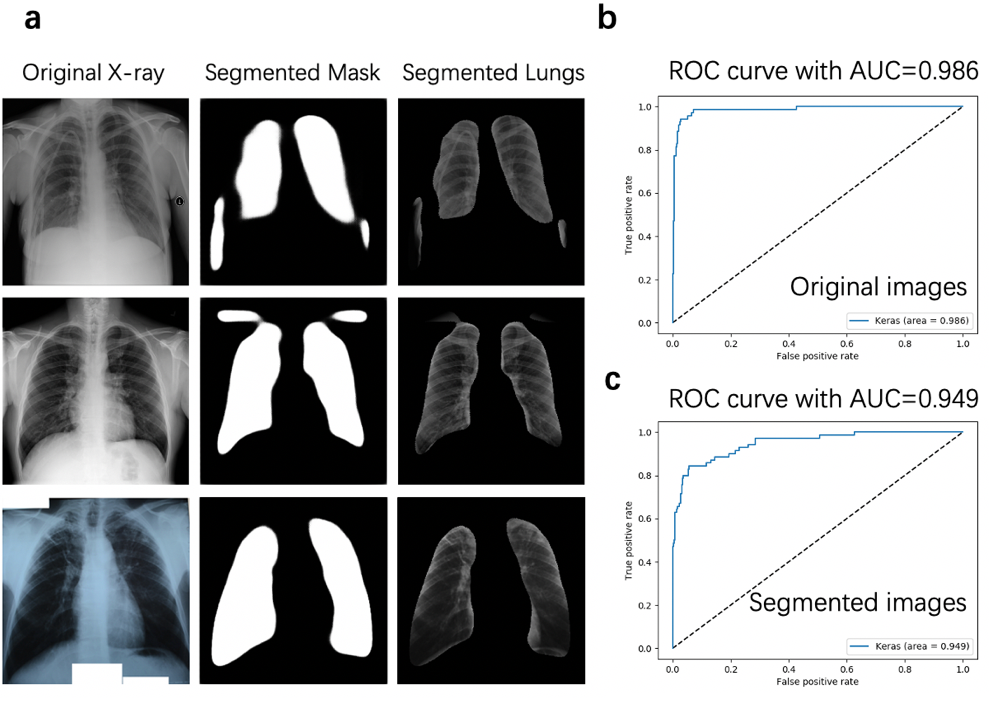 a
Original X-ray
Segmented Mask
Segmented Lungs
b
ROC curve with AUC=0.986
1.0
0.8
0.6
0.4
0.2
0.0
True positive rate
Original images
Keras (area = 0.986)
0.0 0.2 0.4 0.6 0.8 1.0
False positive rate
c
ROC curve with AUC=0.949
1.0
0.8
0.6
0.4
0.2
0.0
True positive rate
Segmented images
Keras (area = 0.949)
0.0 0.2 0.4 0.6 0.8 1.0
False positive rate